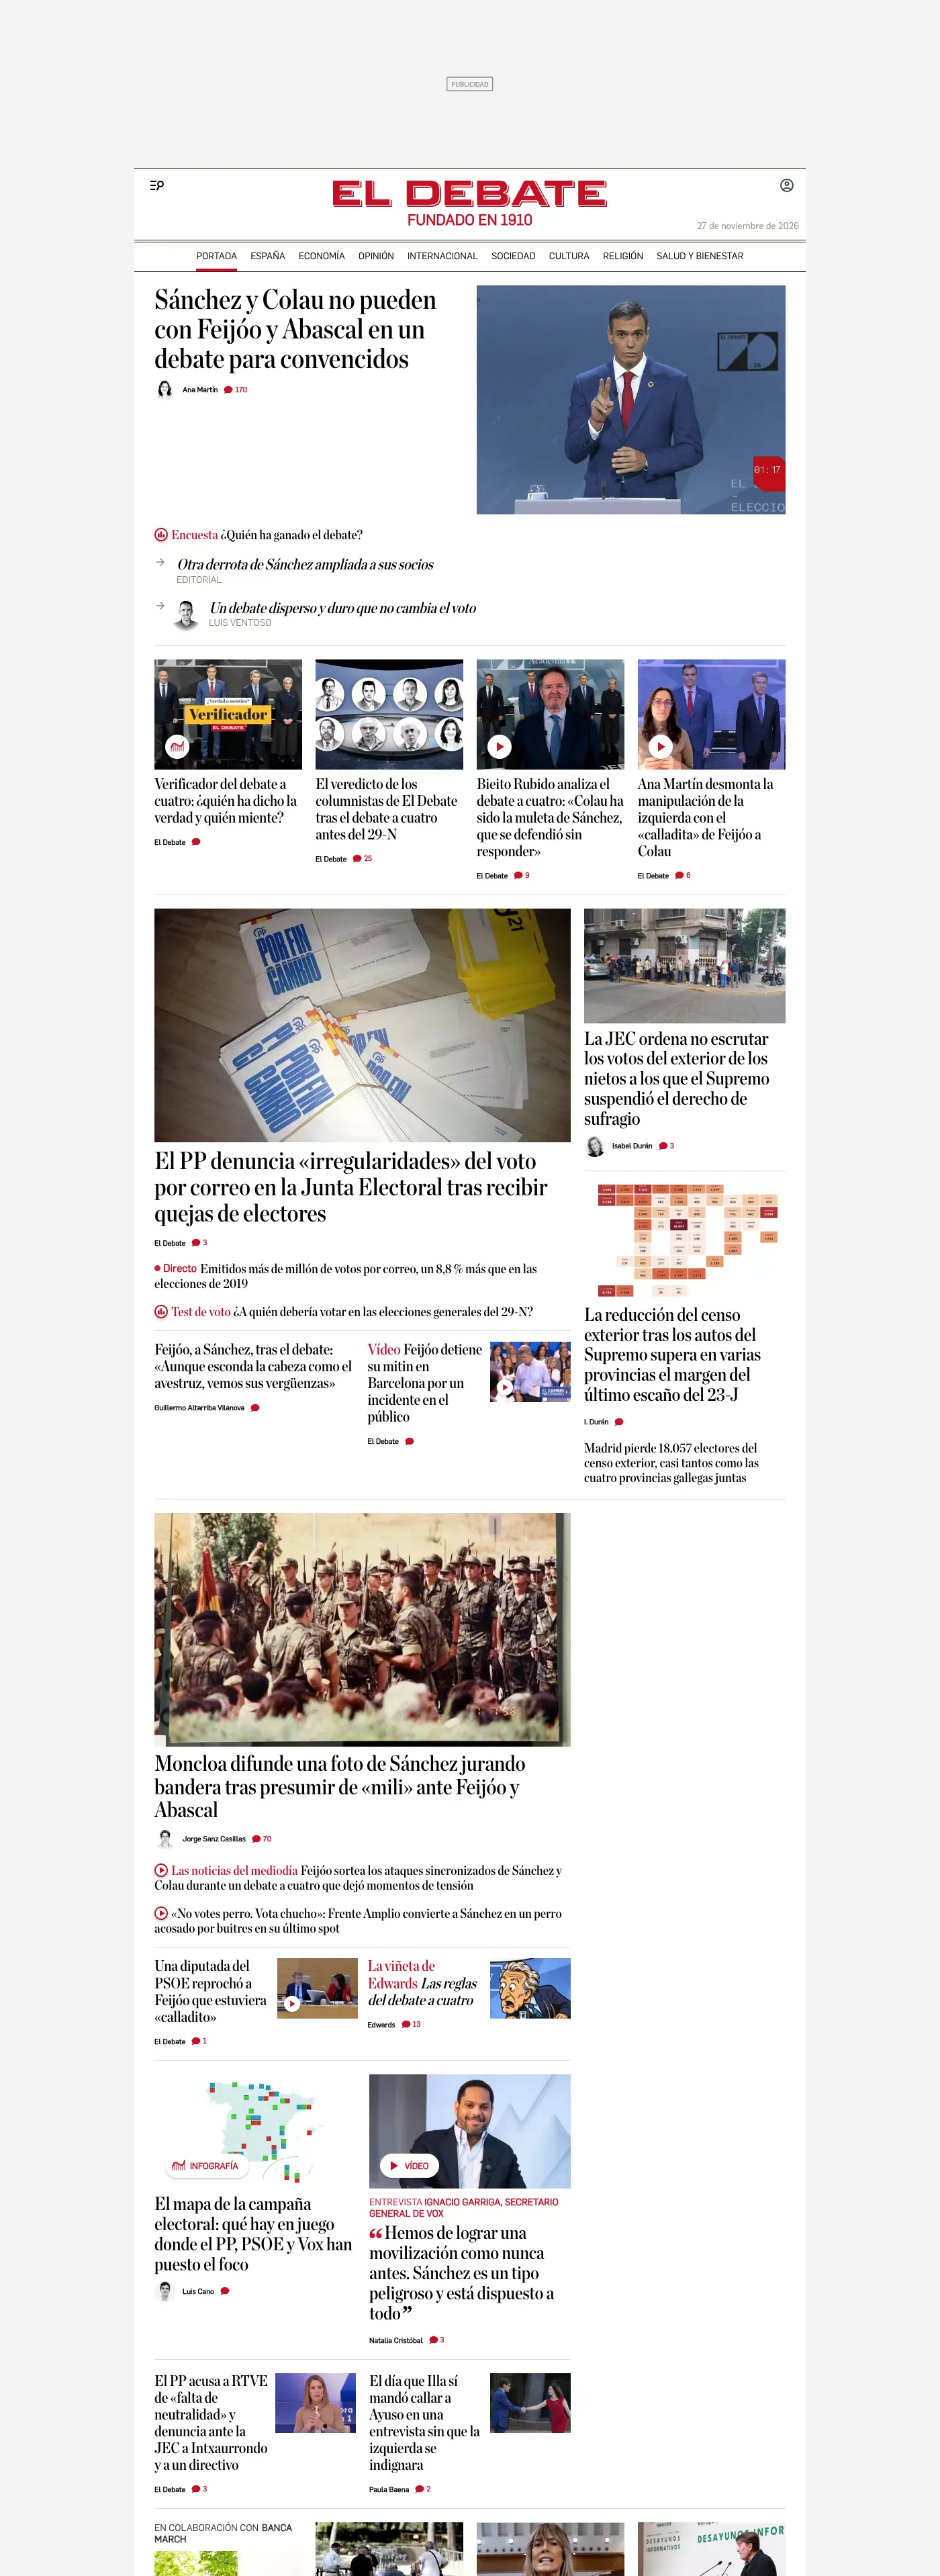 PUBLICIDAD
EL DEBATE
FUNDADO EN 1910
27 de noviembre de 2026
PORTADA ESPAÑA ECONOMÍA OPINIÓN INTERNACIONAL SOCIEDAD CULTURA RELIGIÓN SALUD Y BIENESTAR
Sánchez y Colau no pueden
con Feijóo y Abascal en un
debate para convencidos
Ana Martín 170
01:17
EL
ELECCIO
Encuesta ¿Quién ha ganado el debate?
Otra derrota de Sánchez ampliada a sus socios
EDITORIAL
Un debate disperso y duro que no cambia el voto
LUIS VENTOSO
¿Verdad o mentira?
Verificador
EL DEBATE
Verificador del debate a
cuatro: ¿quién ha dicho la
verdad y quién miente?
El Debate
El veredicto de los
columnistas de El Debate
tras el debate a cuatro
antes del 29-N
El Debate 25
Bieito Rubido analiza el
debate a cuatro: «Colau ha
sido la muleta de Sánchez,
que se defendió sin
responder»
El Debate 9
Ana Martín desmonta la
manipulación de la
izquierda con el
«calladita» de Feijóo a
Colau
El Debate 6
PP
POR FIN
CAMBIO
21
POR FIN
CAMBIO
POR FIN
El PP denuncia «irregularidades» del voto
por correo en la Junta Electoral tras recibir
quejas de electores
El Debate 3
Directo Emitidos más de millón de votos por correo, un 8,8 % más que en las
elecciones de 2019
Test de voto ¿A quién debería votar en las elecciones generales del 29-N?
Feijóo, a Sánchez, tras el debate:
«Aunque esconda la cabeza como el
avestruz, vemos sus vergüenzas»
Guillermo Altarriba Vilanova
Vídeo Feijóo detiene
su mitin en
Barcelona por un
incidente en el
público
El Debate
La JEC ordena no escrutar
los votos del exterior de los
nietos a los que el Supremo
suspendió el derecho de
sufragio
Isabel Durán 3
La reducción del censo
exterior tras los autos del
Supremo supera en varias
provincias el margen del
último escaño del 23-J
I. Durán
Madrid pierde 18.057 electores del
censo exterior, casi tantos como las
cuatro provincias gallegas juntas
Moncloa difunde una foto de Sánchez jurando
bandera tras presumir de «mili» ante Feijóo y
Abascal
Jorge Sanz Casillas 70
Las noticias del mediodía Feijóo sortea los ataques sincronizados de Sánchez y
Colau durante un debate a cuatro que dejó momentos de tensión
«No votes perro. Vota chucho»: Frente Amplio convierte a Sánchez en un perro
acosado por buitres en su último spot
Una diputada del
PSOE reprochó a
Feijóo que estuviera
«calladito»
El Debate 1
La viñeta de
Edwards Las reglas
del debate a cuatro
Edwards 13
INFOGRAFÍA
El mapa de la campaña
electoral: qué hay en juego
donde el PP, PSOE y Vox han
puesto el foco
Luis Cano
VÍDEO
ENTREVISTA IGNACIO GARRIGA, SECRETARIO
GENERAL DE VOX
“Hemos de lograr una
movilización como nunca
antes. Sánchez es un tipo
peligroso y está dispuesto a
todo”
Natalia Cristóbal 3
El PP acusa a RTVE
de «falta de
neutralidad» y
denuncia ante la
JEC a Intxaurrondo
y a un directivo
El Debate 3
El día que Illa sí
mandó callar a
Ayuso en una
entrevista sin que la
izquierda se
indignara
Paula Baena 2
EN COLABORACIÓN CON BANCA
MARCH
DESAYUNOS
INFORMATIVOS
DESAYUNOS INFOR